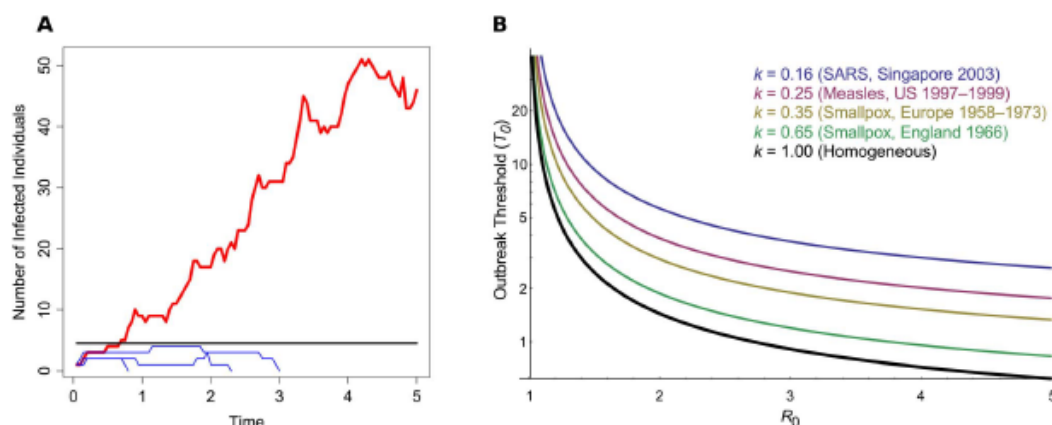 A
Number of Infected Individuals
50
40
30
20
10
0
0 1 2 3 4 5
Time
B
Outbreak Threshold (T0)
20
10
5
2
1
k = 0.16 (SARS, Singapore 2003)
k = 0.25 (Measles, US 1997–1999)
k = 0.35 (Smallpox, Europe 1958–1973)
k = 0.65 (Smallpox, England 1966)
k = 1.00 (Homogeneous)
1 2 3 4 5
R0